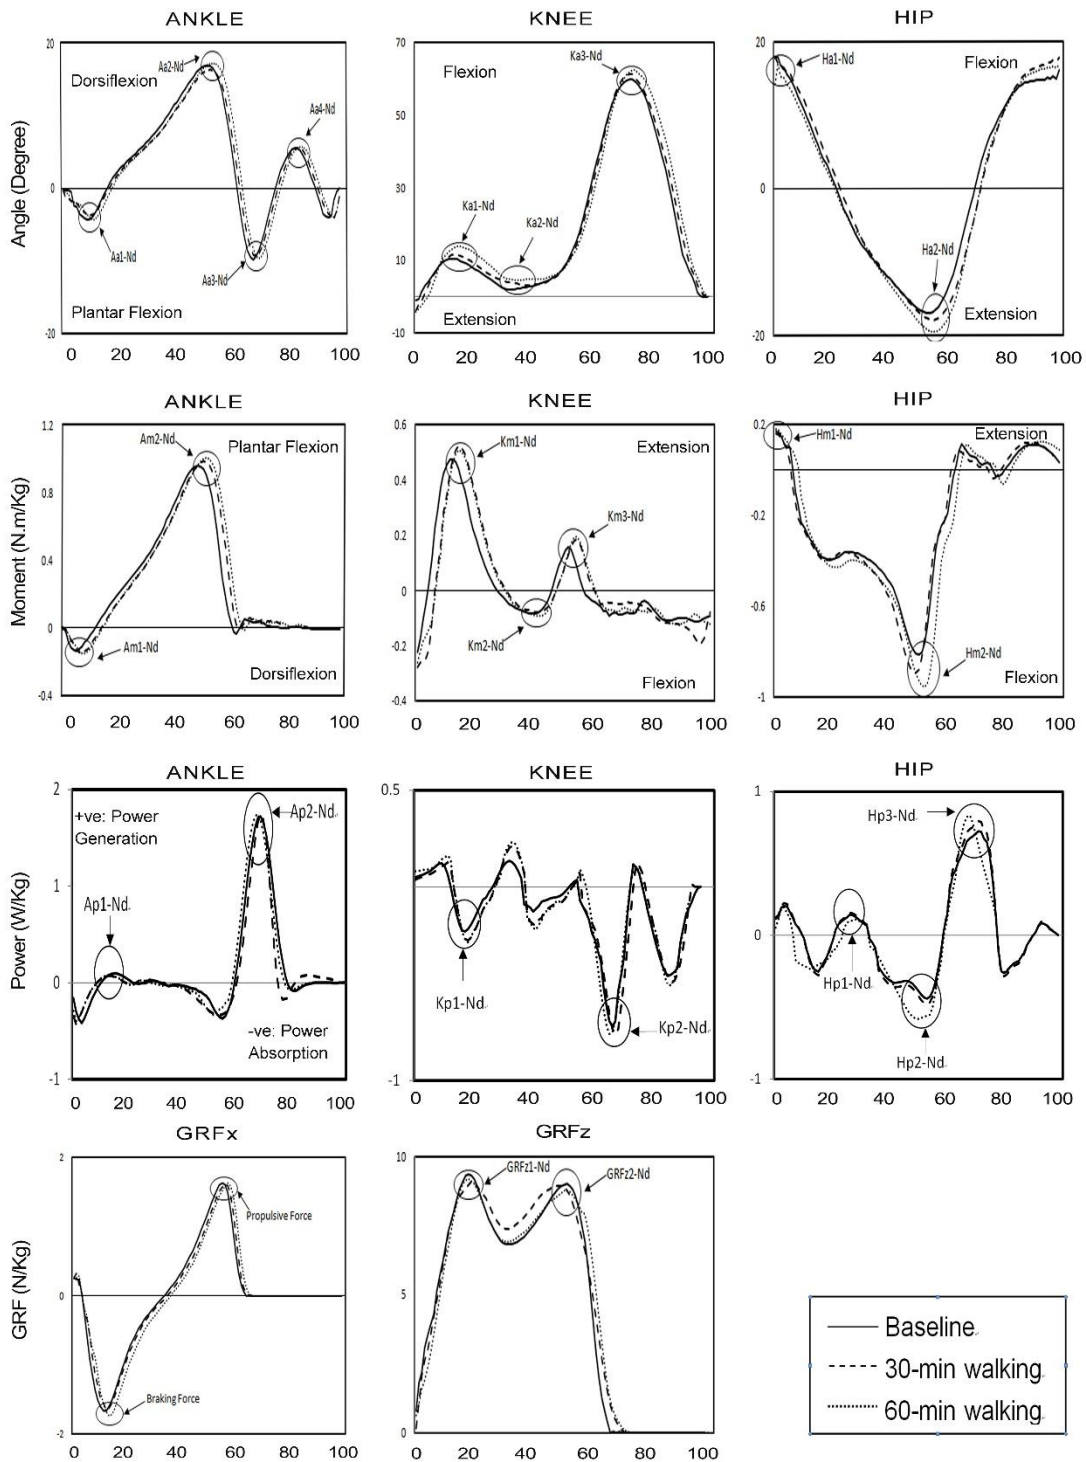 ANKLE
KNEE
HIP
Angle (Degree)
20
0
-20
Dorsiflexion
Aa2-Nd
Aa4-Nd
Aa1-Nd
Aa3-Nd
Plantar Flexion
0 20 40 60 80 100
70
50
30
10
-10
Flexion
Ka3-Nd
Ka1-Nd
Ka2-Nd
Extension
0 20 40 60 80 100
20
0
-20
Ha1-Nd
Flexion
Ha2-Nd
Extension
0 20 40 60 80 100
ANKLE
KNEE
HIP
Moment (N.m/Kg)
1.2
0.8
0.4
0
-0.4
Am2-Nd
Plantar Flexion
Am1-Nd
Dorsiflexion
0 20 40 60 80 100
0.6
0.4
0.2
0
-0.2
0.4
Km1-Nd
Extension
Km3-Nd
Km2-Nd
Flexion
0 20 40 60 80 100
0.2
-0.2
-0.6
-1
Hm1-Nd
Extension
Hm2-Nd
Flexion
0 20 40 60 80 100
ANKLE
KNEE
HIP
Power (W/Kg)
2
1
0
-1
+ve: Power
Generation
Ap2-Nd
Ap1-Nd
-ve: Power
Absorption
0 20 40 60 80 100
0.5
-1
Kp1-Nd
Kp2-Nd
0 20 40 60 80 100
1
0
-1
Hp3-Nd
Hp1-Nd
Hp2-Nd
0 20 40 60 80 100
GRFx
GRFz
GRF (N/Kg)
2
0
-2
Propulsive Force
Braking Force
0 20 40 60 80 100
10
5
0
GRFz1-Nd
GRFz2-Nd
0 20 40 60 80 100
Baseline
30-min walking
60-min walking